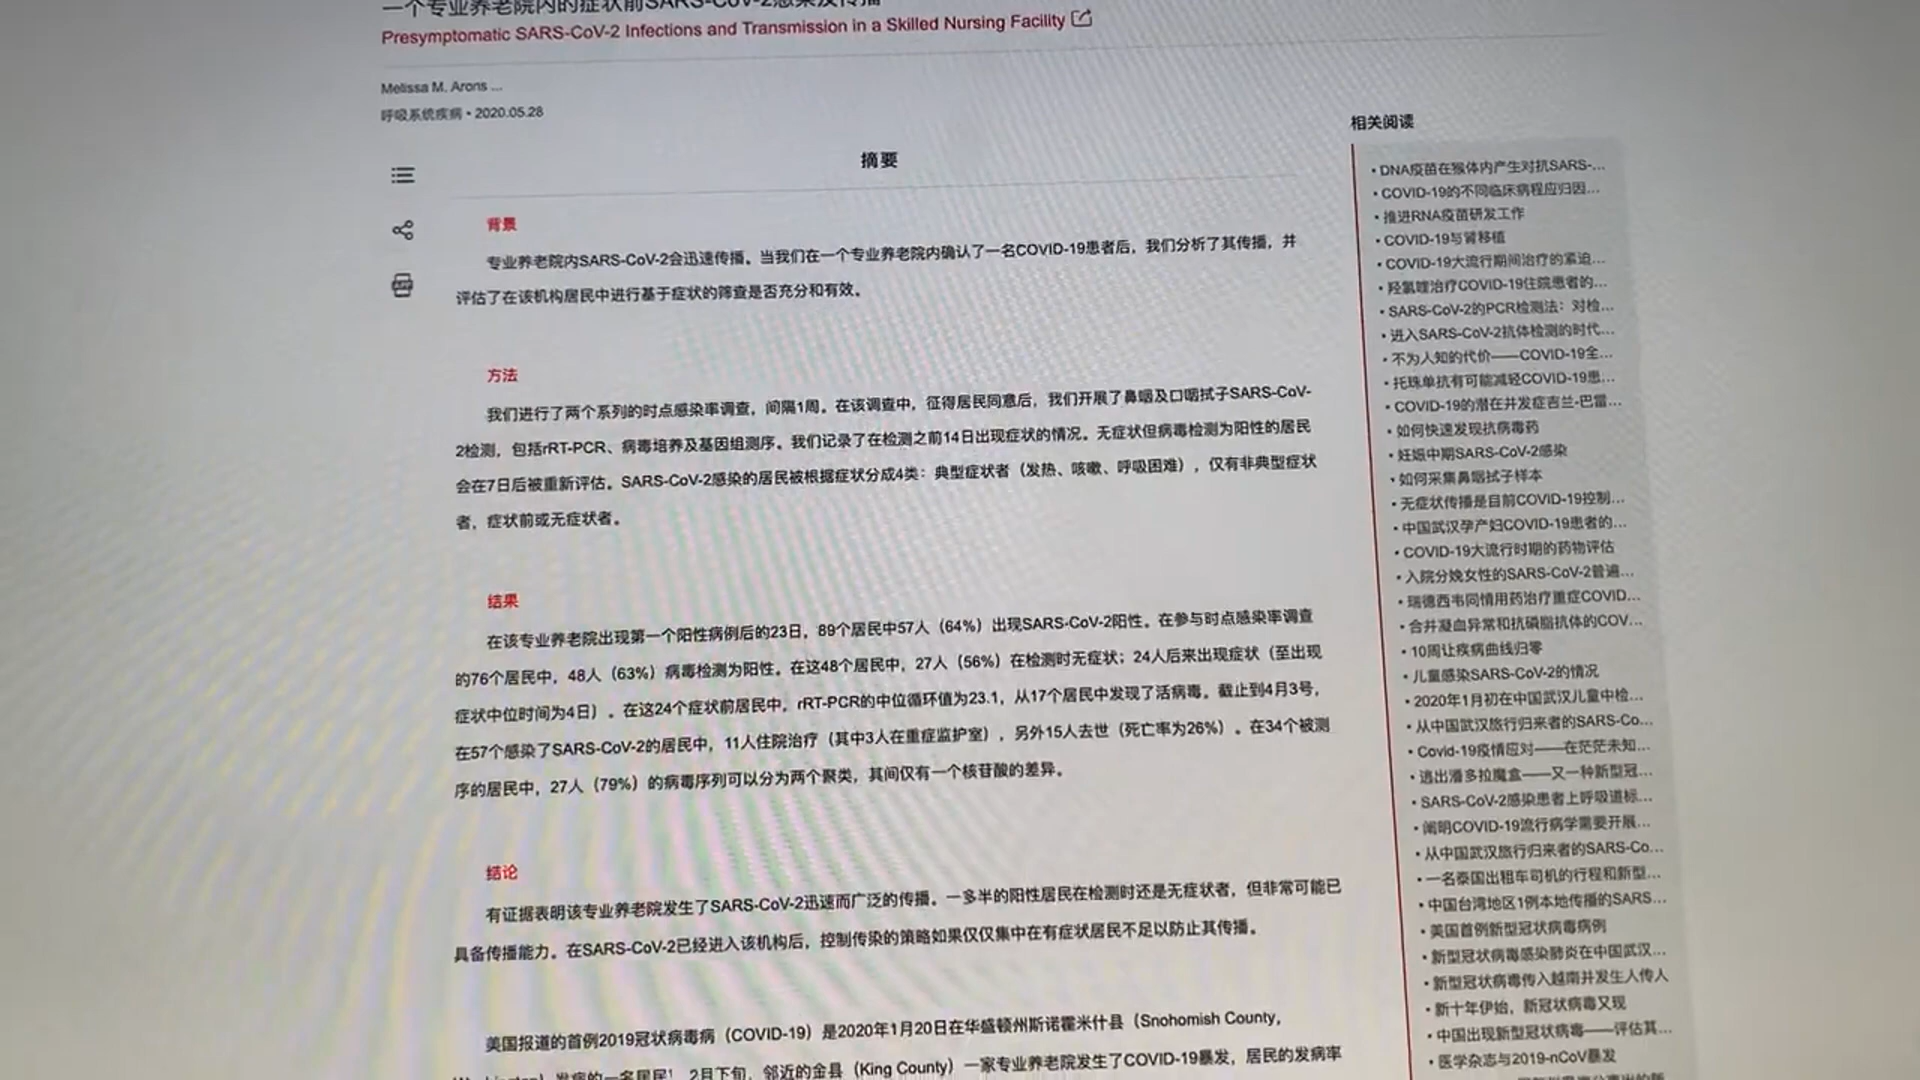 一个专业养老院内的症状前SARS-CoV-2感染及传播
Presymptomatic SARS-CoV-2 Infections and Transmission in a Skilled Nursing Facility
Melissa M. Arons ...
呼吸系统疾病 • 2020.05.28
摘要
背景
专业养老院内SARS-CoV-2会迅速传播。当我们在一个专业养老院内确认了一名COVID-19患者后，我们分析了其传播，并
评估了在该机构居民中进行基于症状的筛查是否充分和有效。
方法
我们进行了两个系列的时点感染率调查，间隔1周。在该调查中，征得居民同意后，我们开展了鼻咽及口咽拭子SARS-CoV-
2检测，包括rRT-PCR、病毒培养及基因组测序。我们记录了在检测之前14日出现症状的情况。无症状但病毒检测为阳性的居民
会在7日后被重新评估。SARS-CoV-2感染的居民被根据症状分成4类：典型症状者（发热、咳嗽、呼吸困难），仅有非典型症状
者，症状前或无症状者。
结果
在该专业养老院出现第一个阳性病例后的23日，89个居民中57人（64%）出现SARS-CoV-2阳性。在参与时点感染率调查
的76个居民中，48人（63%）病毒检测为阳性。在这48个居民中，27人（56%）在检测时无症状；24人后来出现症状（至出现
症状中位时间为4日）。在这24个症状前居民中，rRT-PCR的中位循环值为23.1，从17个居民中发现了活病毒。截止到4月3号，
在57个感染了SARS-CoV-2的居民中，11人住院治疗（其中3人在重症监护室），另外15人去世（死亡率为26%）。在34个被测
序的居民中，27人（79%）的病毒序列可以分为两个聚类，其间仅有一个核苷酸的差异。
结论
有证据表明该专业养老院发生了SARS-CoV-2迅速而广泛的传播。一多半的阳性居民在检测时还是无症状者，但非常可能已
具备传播能力。在SARS-CoV-2已经进入该机构后，控制传染的策略如果仅仅集中在有症状居民不足以防止其传播。
美国报道的首例2019冠状病毒病（COVID-19）是2020年1月20日在华盛顿州斯诺霍米什县（Snohomish County,
发病的一名居民¹。2月下旬，邻近的金县（King County）一家专业养老院发生了COVID-19暴发，居民的发病率
相关阅读
• DNA疫苗在猴体内产生对抗SARS-...
• COVID-19的不同临床病程应归因...
• 推进RNA疫苗研发工作
• COVID-19与肾移植
• COVID-19大流行期间治疗的紧迫...
• 羟氯喹治疗COVID-19住院患者的...
• SARS-CoV-2的PCR检测法：对检...
• 进入SARS-CoV-2抗体检测的时代...
• 不为人知的代价——COVID-19全...
• 托珠单抗有可能减轻COVID-19患...
• COVID-19的潜在并发症吉兰-巴雷...
• 如何快速发现抗病毒药
• 妊娠中期SARS-CoV-2感染
• 如何采集鼻咽拭子样本
• 无症状传播是目前COVID-19控制...
• 中国武汉孕产妇COVID-19患者的...
• COVID-19大流行时期的药物评估
• 入院分娩女性的SARS-CoV-2普遍...
• 瑞德西韦同情用药治疗重症COVID...
• 合并凝血异常和抗磷脂抗体的COV...
• 10周让疾病曲线归零
• 儿童感染SARS-CoV-2的情况
• 2020年1月初在中国武汉儿童中检...
• 从中国武汉旅行归来者的SARS-Co...
• Covid-19疫情应对——在茫茫未知...
• 逃出潘多拉魔盒——又一种新型冠...
• SARS-CoV-2感染患者上呼吸道标...
• 阐明COVID-19流行病学需要开展...
• 从中国武汉旅行归来者的SARS-Co...
• 一名泰国出租车司机的行程和新型...
• 中国台湾地区1例本地传播的SARS...
• 美国首例新型冠状病毒病例
• 新型冠状病毒感染肺炎在中国武汉...
• 新型冠状病毒传入越南并发生人传人
• 新十年伊始，新冠状病毒又现
• 中国出现新型冠状病毒——评估其...
• 医学杂志与2019-nCoV暴发